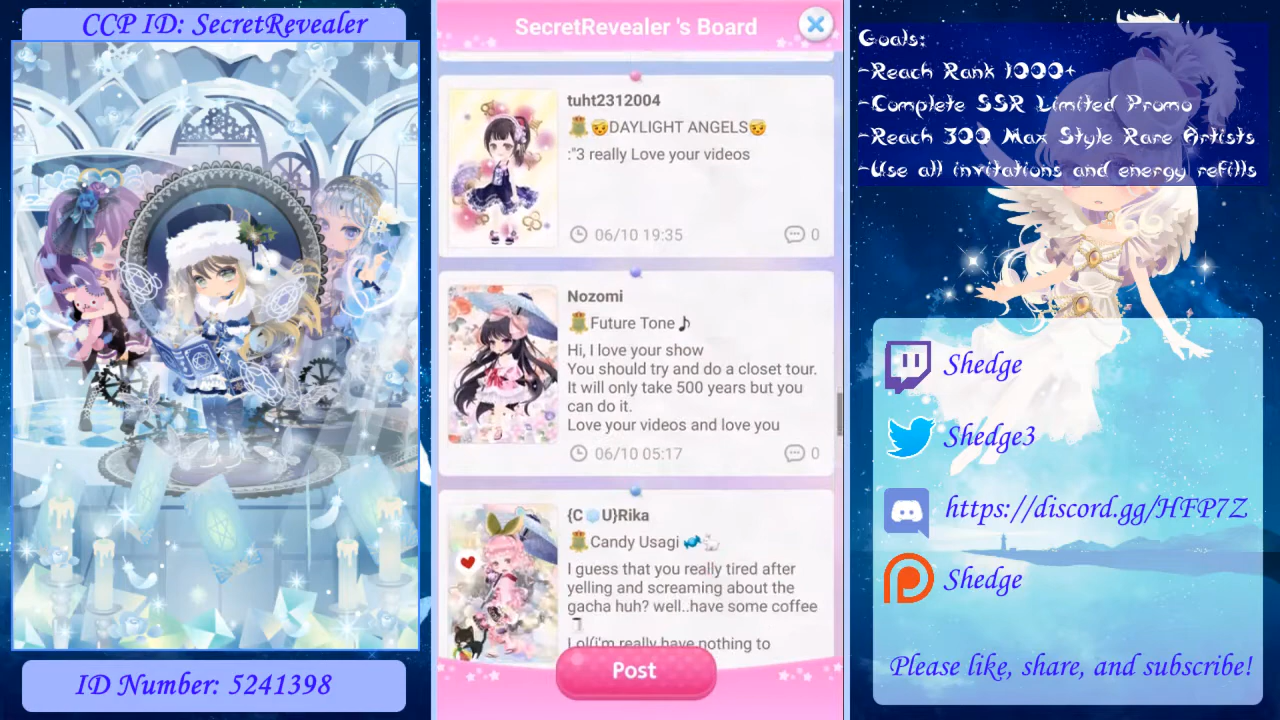 CCP ID: SecretRevealer
ID Number: 5241398
SecretRevealer 's Board
tuht2312004
DAYLIGHT ANGELS
:"3 really Love your videos
06/10 19:35
0
Nozomi
Future Tone♪
Hi, I love your show
You should try and do a closet tour.
It will only take 500 years but you
can do it.
Love your videos and love you
06/10 05:17
0
{C❄U}Rika
Candy Usagi 🍬🐇
I guess that you really tired after
yelling and screaming about the
gacha huh? well..have some coffee
Lol(i'm really have nothing to
Post
Goals:
-Reach Rank 1000+
-Complete SSR Limited Promo
-Reach 300 Max Style Rare Artists
-Use all invitations and energy refills
Shedge
Shedge3
https://discord.gg/HFP7Z
Shedge
Please like, share, and subscribe!